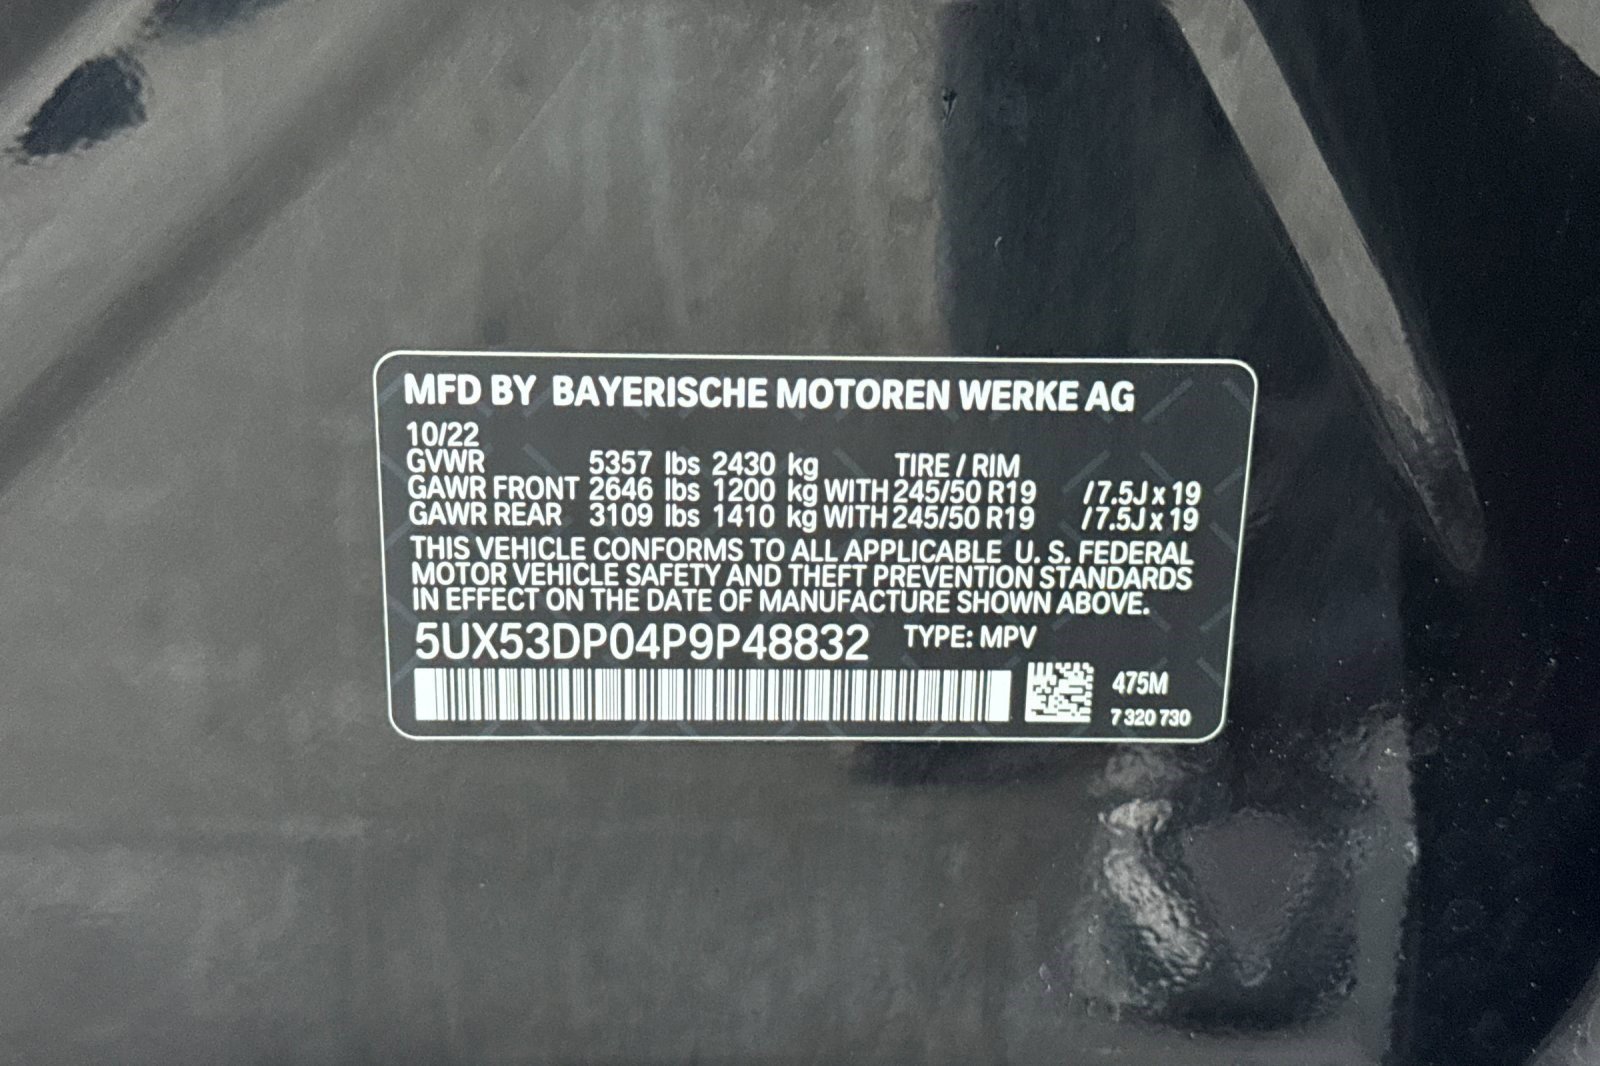 MFD BY BAYERISCHE MOTOREN WERKE AG
10/22
GVWR 5357 lbs 2430 kg TIRE / RIM
GAWR FRONT 2646 lbs 1200 kg WITH 245/50 R19 / 7.5J x 19
GAWR REAR 3109 lbs 1410 kg WITH 245/50 R19 / 7.5J x 19
THIS VEHICLE CONFORMS TO ALL APPLICABLE U. S. FEDERAL
MOTOR VEHICLE SAFETY AND THEFT PREVENTION STANDARDS
IN EFFECT ON THE DATE OF MANUFACTURE SHOWN ABOVE.
5UX53DP04P9P48832 TYPE: MPV
475M
7 320 730